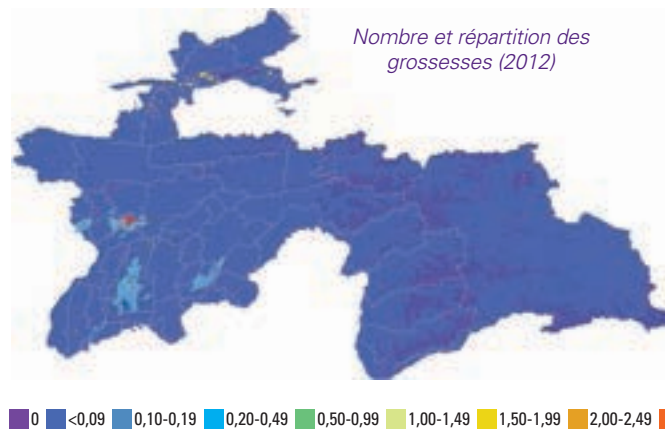 Nombre et répartition des
grossesses (2012)
0 <0,09 0,10-0,19 0,20-0,49 0,50-0,99 1,00-1,49 1,50-1,99 2,00-2,49